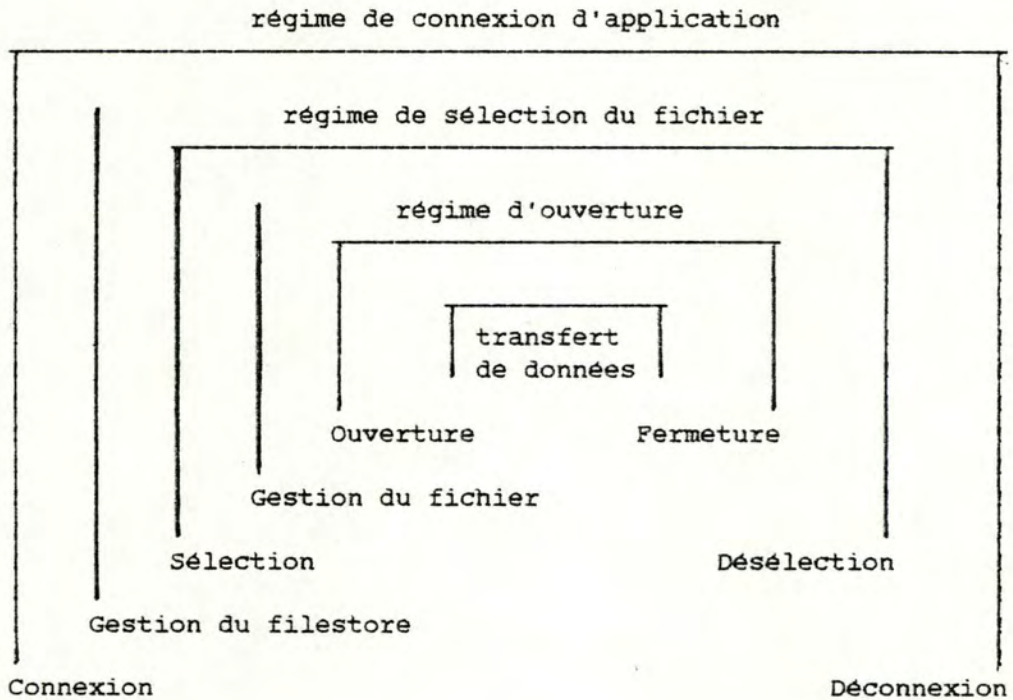 régime de connexion d'application
régime de sélection du fichier
régime d'ouverture
transfert
de données
Ouverture Fermeture
Gestion du fichier
Sélection Désélection
Gestion du filestore
Connexion Déconnexion